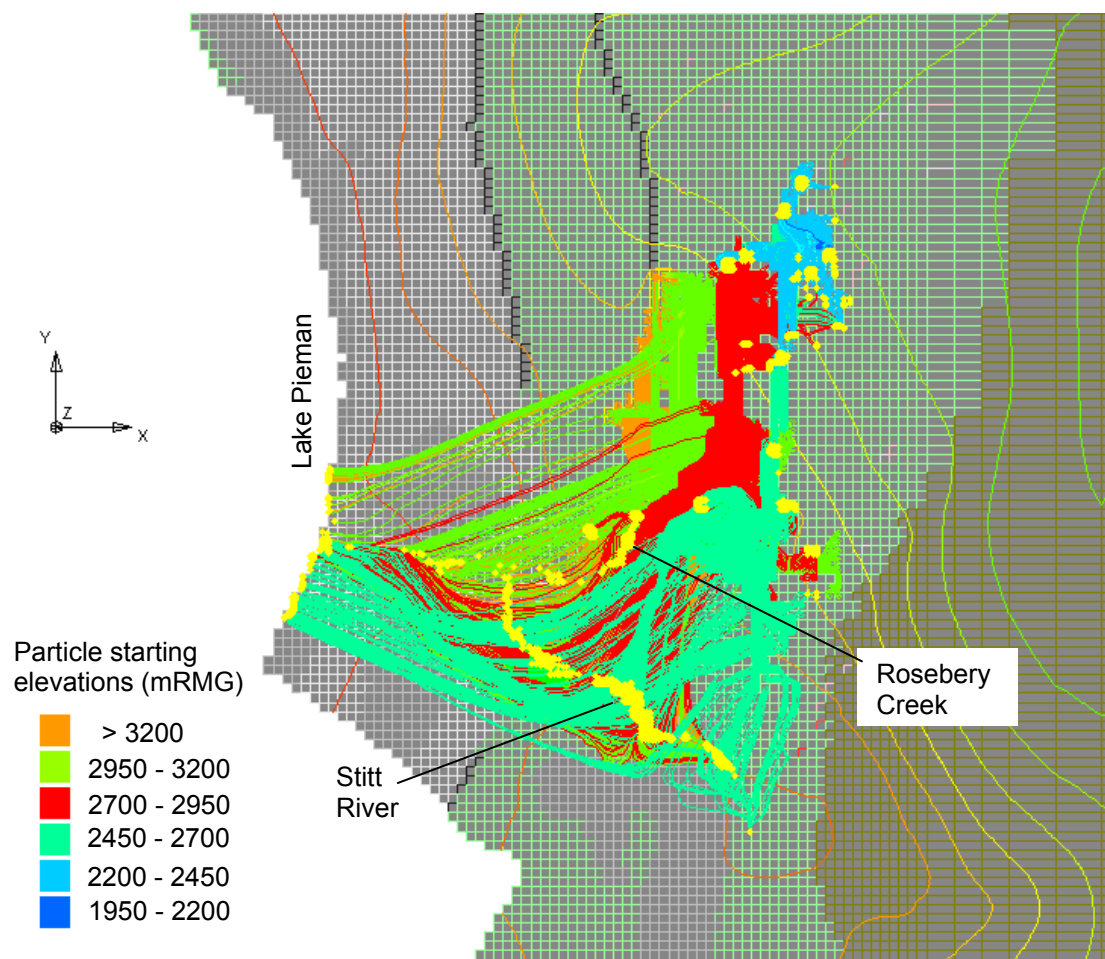 Y
Z
X
Lake Pieman
Particle starting
elevations (mRMG)
> 3200
2950 - 3200
2700 - 2950
2450 - 2700
2200 - 2450
1950 - 2200
Stitt
River
Rosebery
Creek